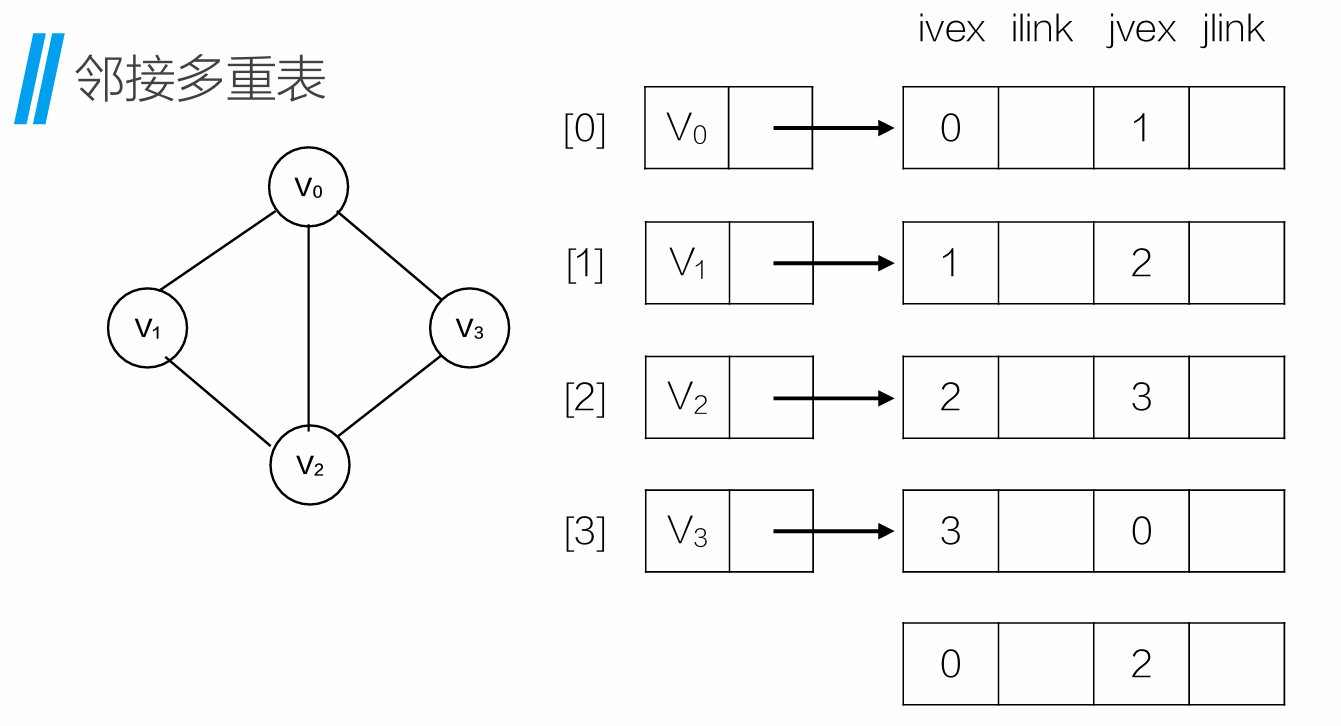 邻接多重表
V₀
V₁
V₃
V₂
ivex ilink jvex jlink
[0] V₀ 0 1
[1] V₁ 1 2
[2] V₂ 2 3
[3] V₃ 3 0
0 2